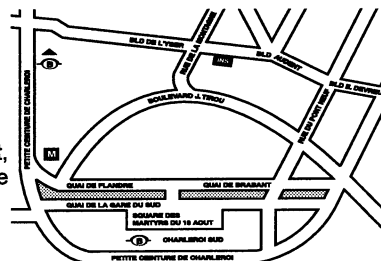 BLD DE L'YSER
RUE DE LA MONTAGNE
INS
BLD AUDENT
BLD E. DEVREUX
B
PETITE CEINTURE DE CHARLEROI
BOULEVARD J. TIROU
RUE DU PONT NEUF
M
QUAI DE FLANDRE
QUAI DE BRABANT
QUAI DE LA GARE DU SUD
SQUARE DES
MARTYRS DU 18 AOUT
B
CHARLEROI SUD
PETITE CEINTURE DE CHARLEROI